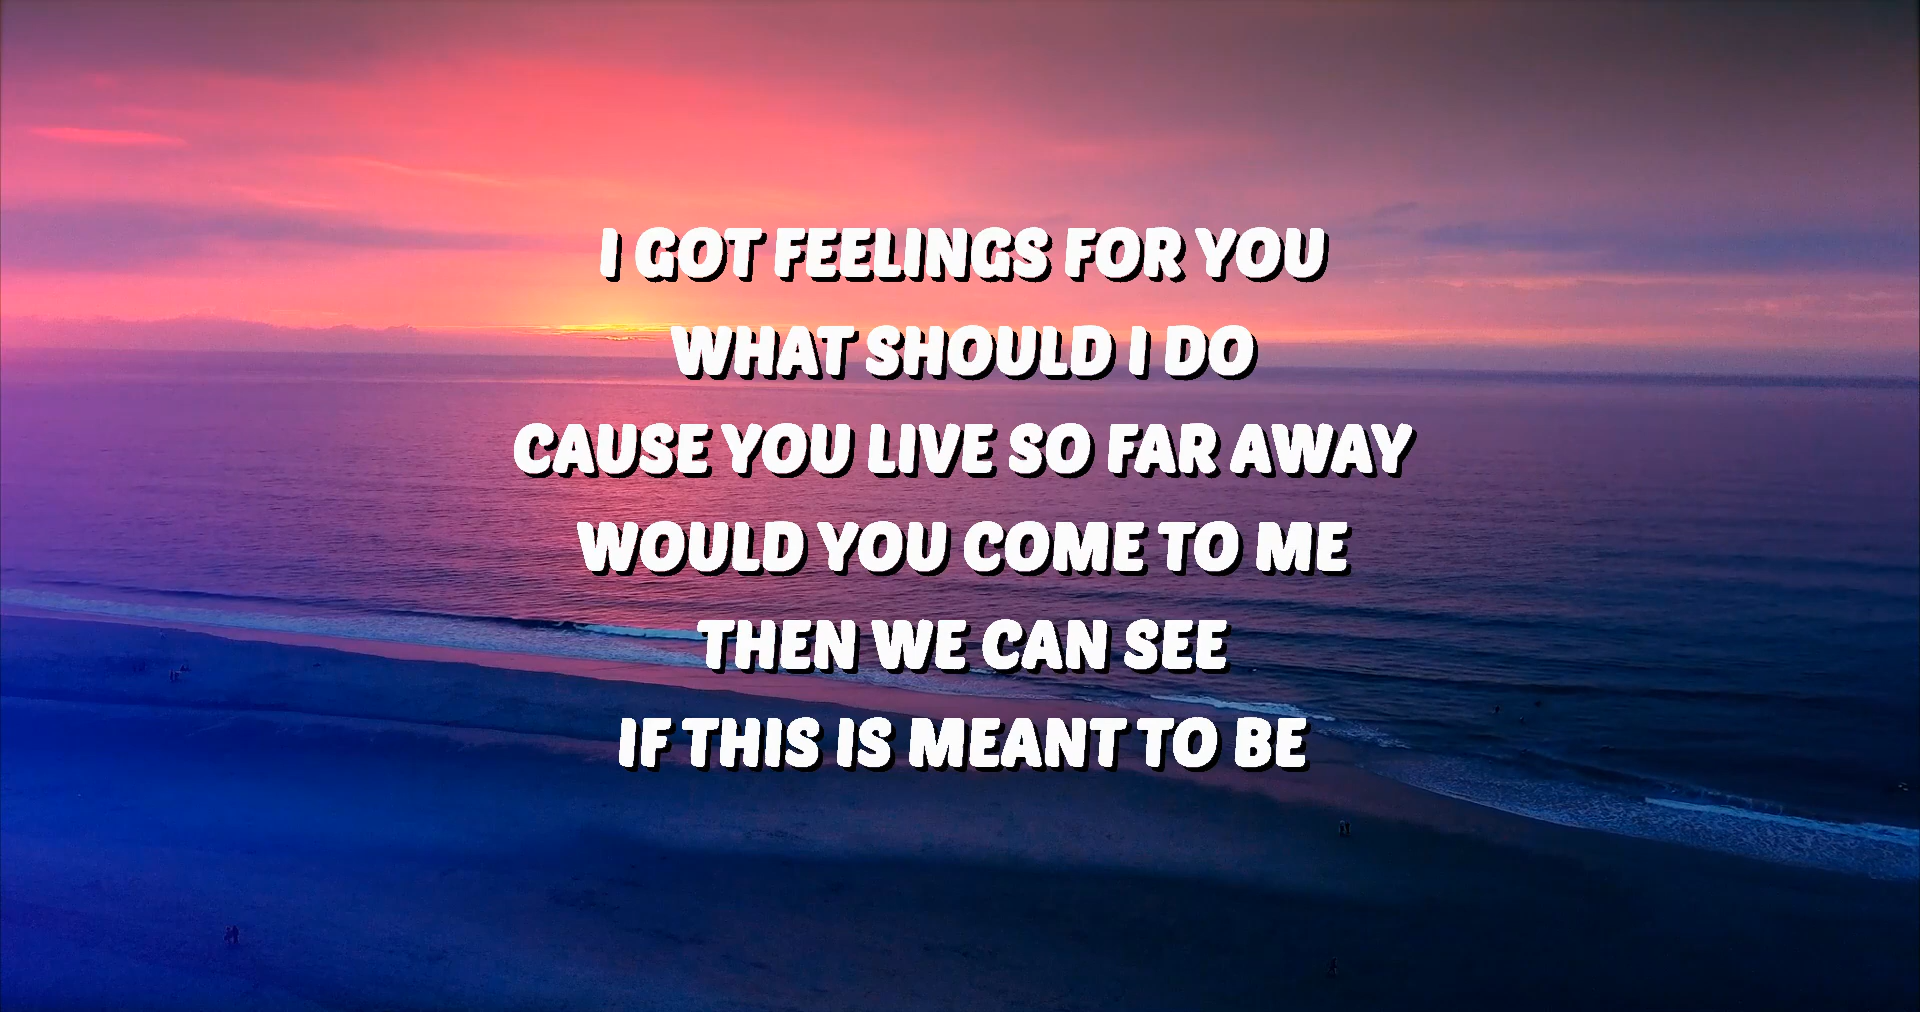 I GOT FEELINGS FOR YOU
WHAT SHOULD I DO
CAUSE YOU LIVE SO FAR AWAY
WOULD YOU COME TO ME
THEN WE CAN SEE
IF THIS IS MEANT TO BE